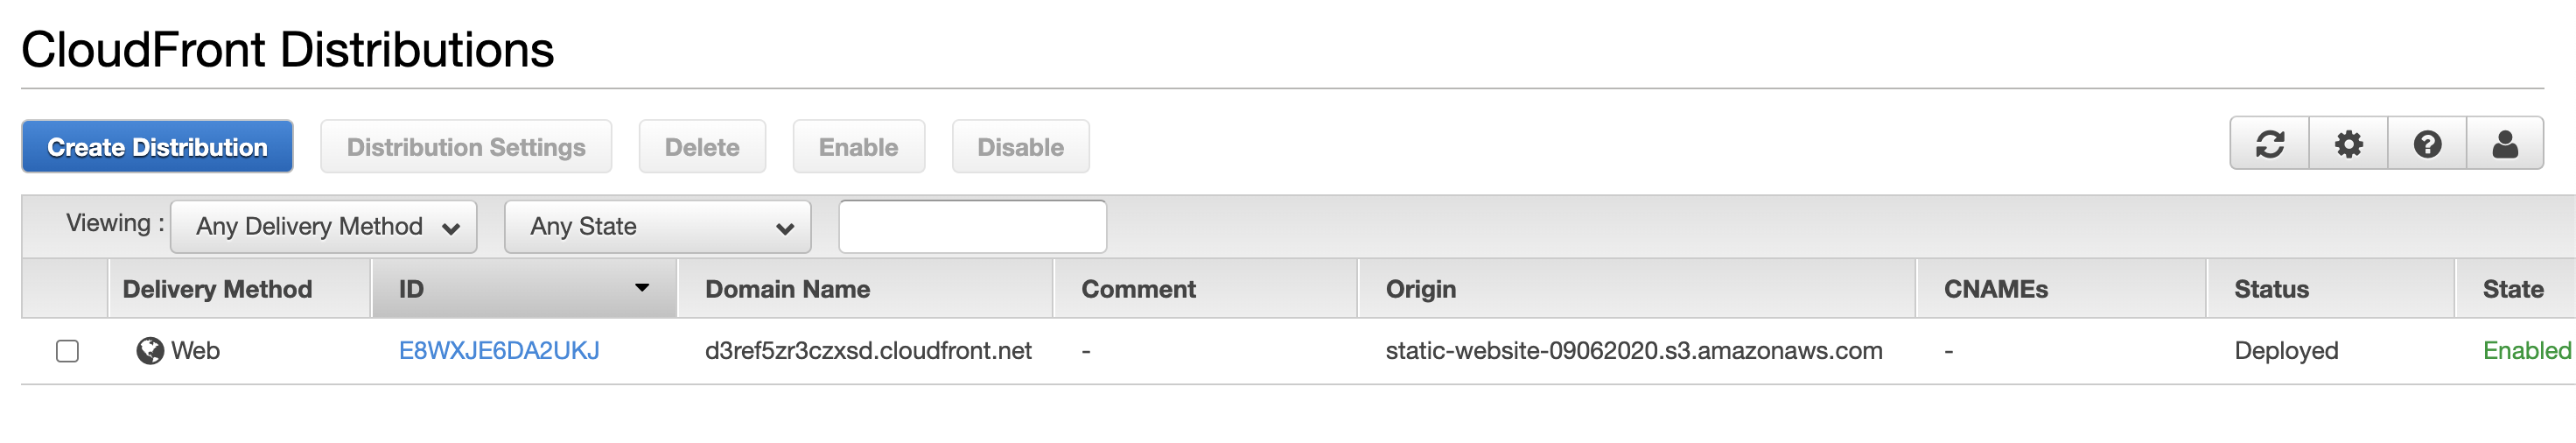 CloudFront Distributions
Create Distribution Distribution Settings Delete Enable Disable
Viewing : Any Delivery Method Any State
Delivery Method ID Domain Name Comment Origin CNAMEs Status State
Web E8WXJE6DA2UKJ d3ref5zr3czxsd.cloudfront.net - static-website-09062020.s3.amazonaws.com - Deployed Enabled